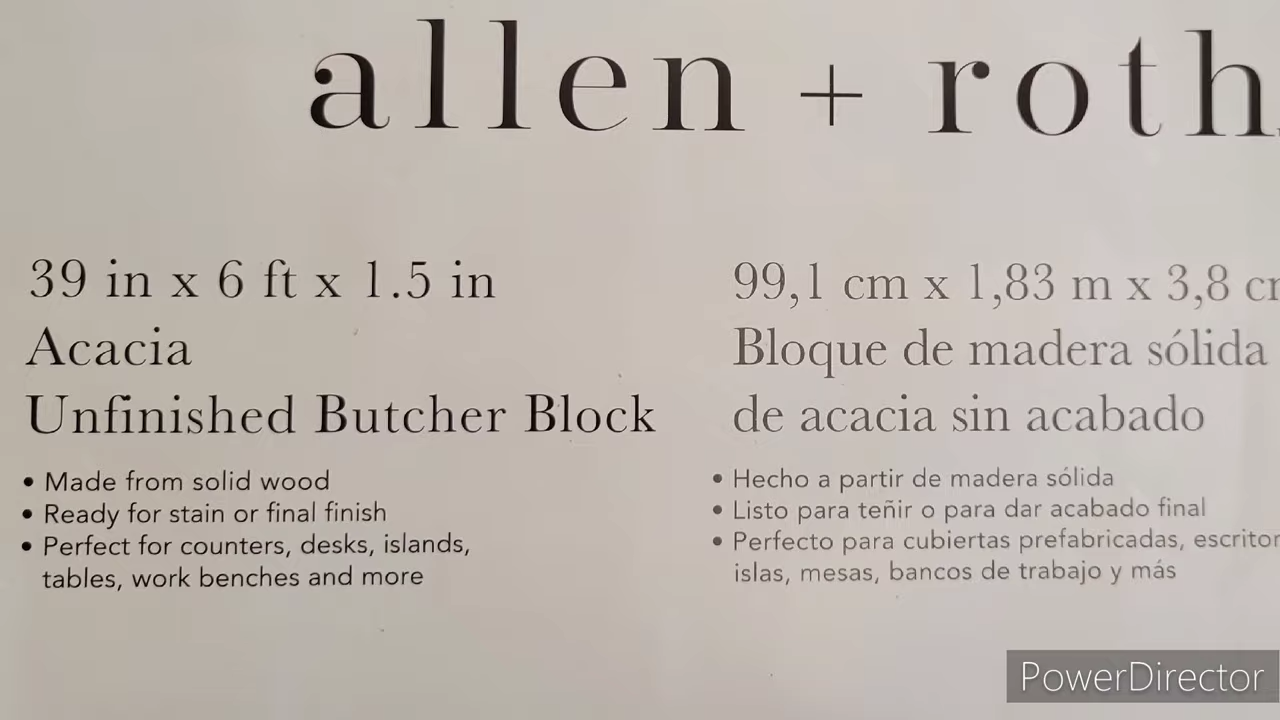 allen + roth
39 in x 6 ft x 1.5 in
Acacia
Unfinished Butcher Block
• Made from solid wood
• Ready for stain or final finish
• Perfect for counters, desks, islands,
tables, work benches and more
99,1 cm x 1,83 m x 3,8
Bloque de madera sólida
de acacia sin acabado
• Hecho a partir de madera sólida
• Listo para teñir o para dar acabado final
• Perfecto para cubiertas prefabricadas,
islas, mesas, bancos de trabajo y más
PowerDirector